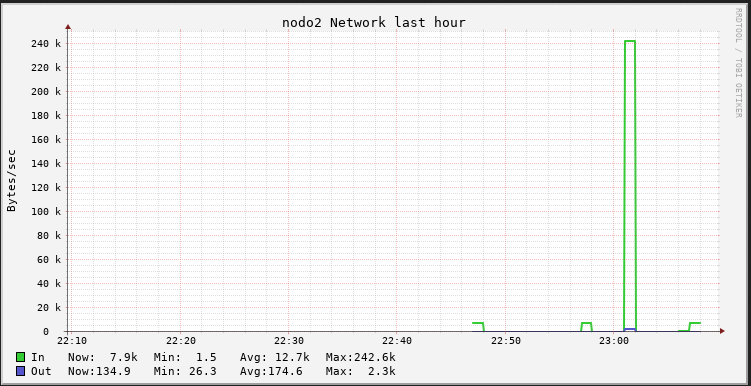 nodo2 Network last hour
RRDTOOL / TOBI OETIKER
Bytes/sec
240 k
220 k
200 k
180 k
160 k
140 k
120 k
100 k
80 k
60 k
40 k
20 k
0
22:10 22:20 22:30 22:40 22:50 23:00
In Now: 7.9k Min: 1.5 Avg: 12.7k Max:242.6k
Out Now:134.9 Min: 26.3 Avg:174.6 Max: 2.3k